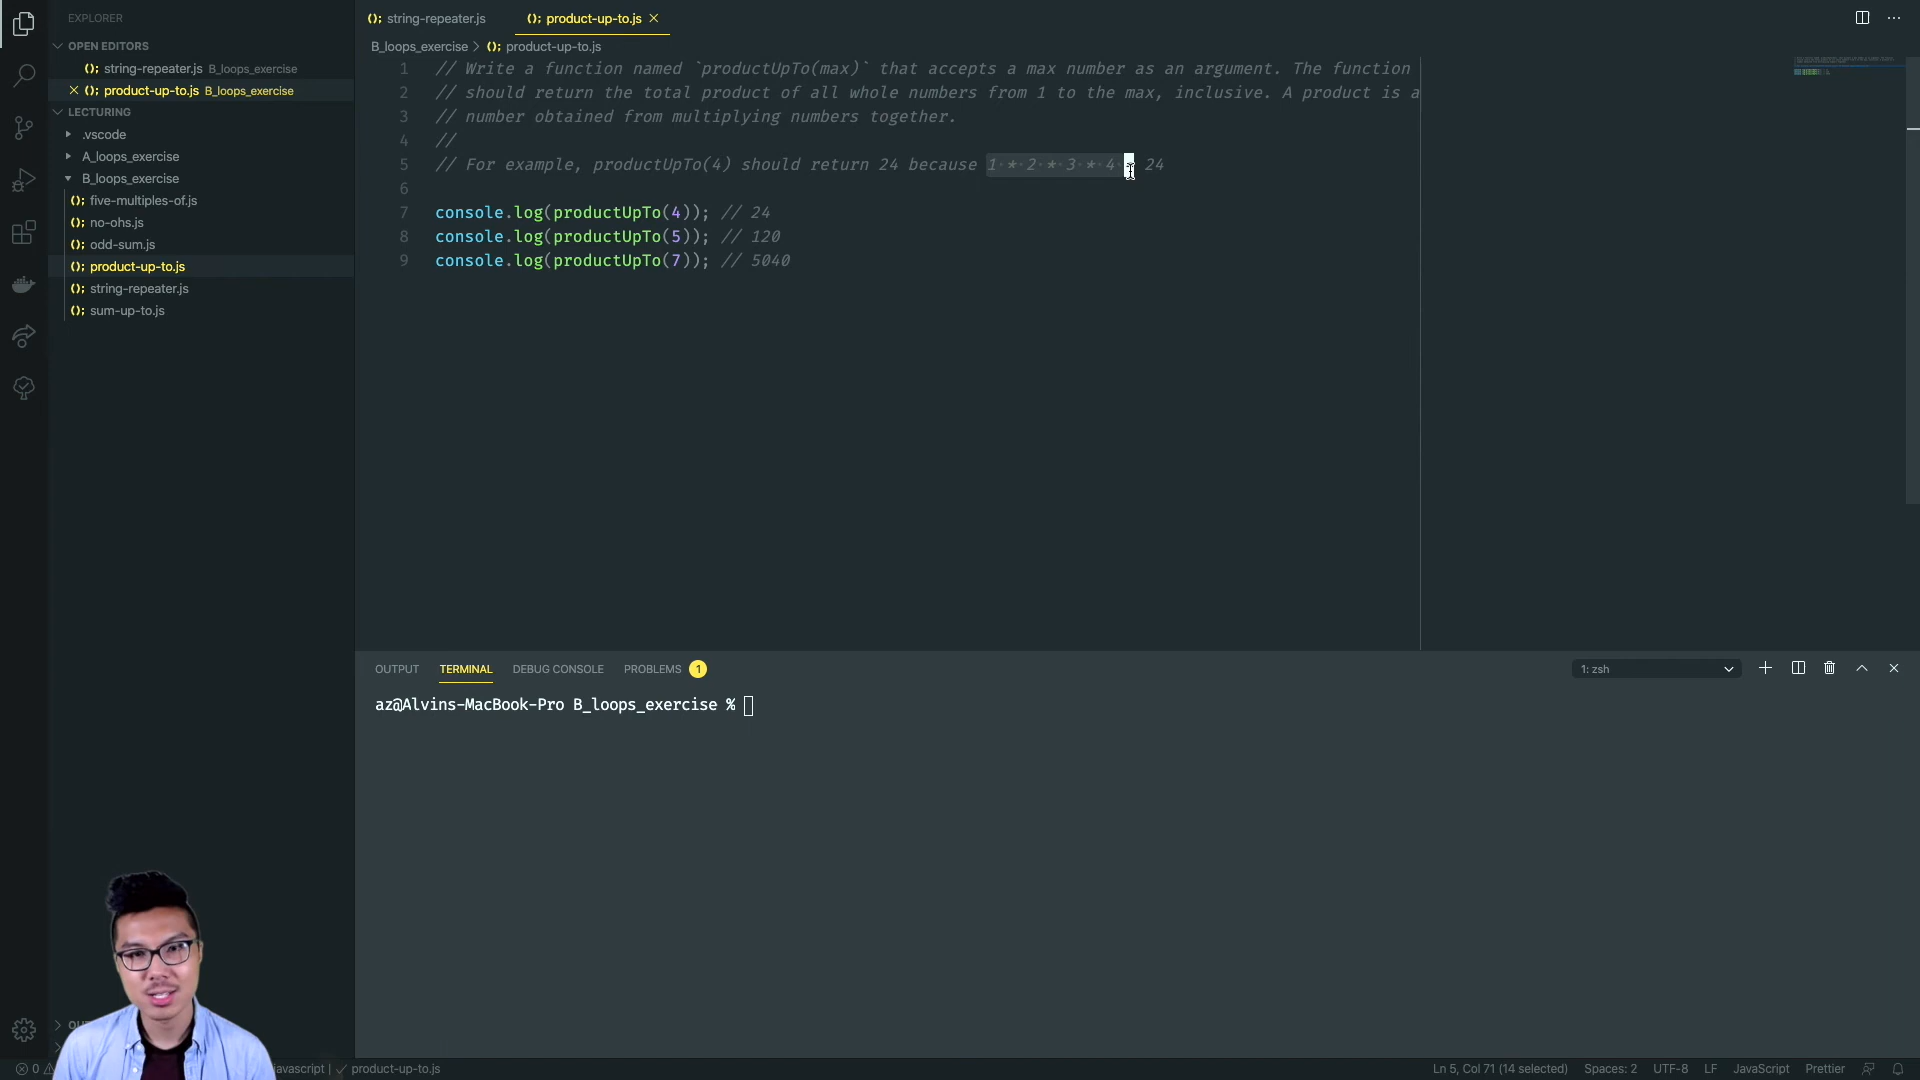 EXPLORER
OPEN EDITORS
(); string-repeater.js B_loops_exercise
(); product-up-to.js B_loops_exercise
LECTURING
.vscode
A_loops_exercise
B_loops_exercise
(); five-multiples-of.js
(); no-ohs.js
(); odd-sum.js
(); product-up-to.js
(); string-repeater.js
(); sum-up-to.js
(); string-repeater.js
(); product-up-to.js
B_loops_exercise > (); product-up-to.js
1 // Write a function named `productUpTo(max)` that accepts a max number as an argument. The function
2 // should return the total product of all whole numbers from 1 to the max, inclusive. A product is a
3 // number obtained from multiplying numbers together.
4 //
5 // For example, productUpTo(4) should return 24 because 1 * 2 * 3 * 4 = 24
6
7 console.log(productUpTo(4)); // 24
8 console.log(productUpTo(5)); // 120
9 console.log(productUpTo(7)); // 5040
OUTPUT TERMINAL DEBUG CONSOLE PROBLEMS 1
1: zsh
az@Alvins-MacBook-Pro B_loops_exercise %
0
javascript | ✓ product-up-to.js
Ln 5, Col 71 (14 selected) Spaces: 2 UTF-8 LF JavaScript Prettier